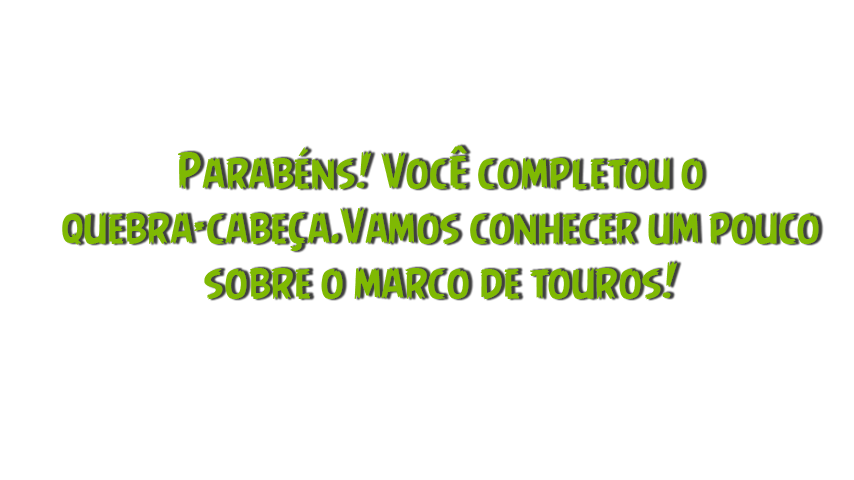 Parabéns! Você completou o
quebra-cabeça.Vamos conhecer um pouco
sobre o marco de touros!